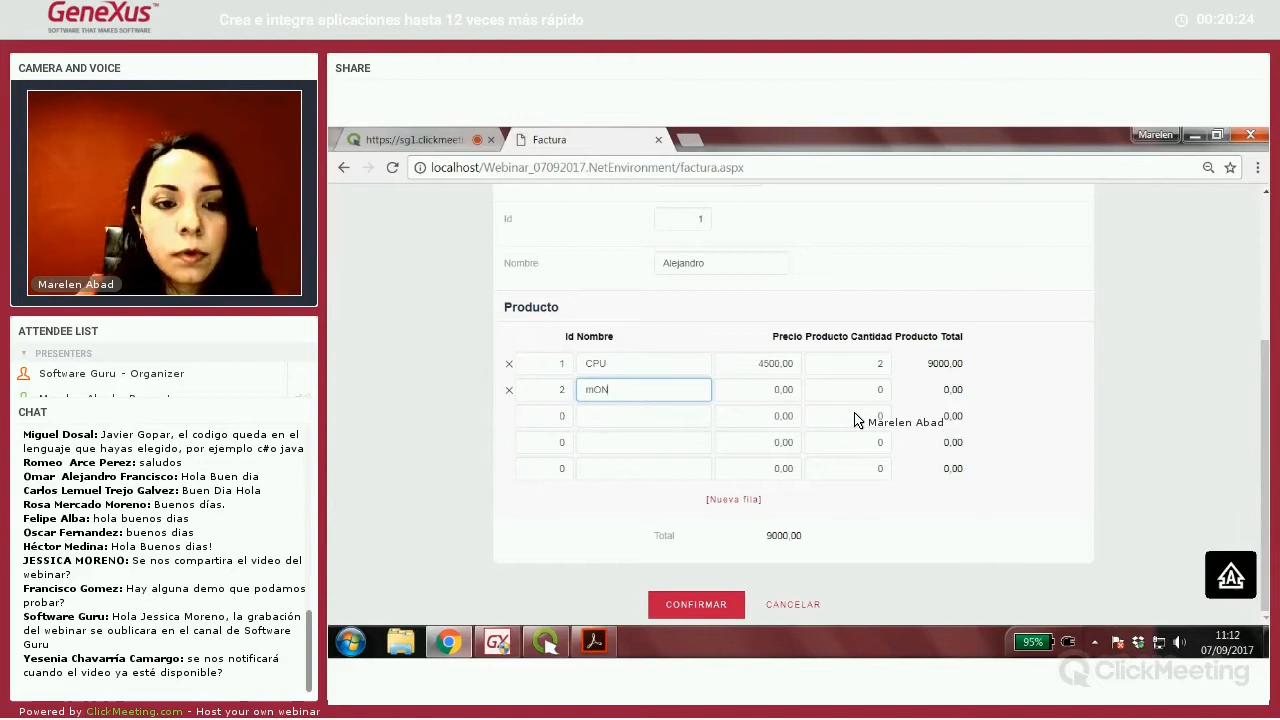 GeneXus™
SOFTWARE THAT MAKES SOFTWARE
Crea e integra aplicaciones hasta 12 veces más rápido
00:20:24
CAMERA AND VOICE
Marelen Abad
ATTENDEE LIST
PRESENTERS
Software Guru - Organizer
CHAT
Miguel Dosal: Javier Gopar, el codigo queda en el
lenguaje que hayas elegido, por ejemplo c#o java
Romeo Arce Perez: saludos
Omar Alejandro Francisco: Hola Buen dia
Carlos Lemuel Trejo Galvez: Buen Dia Hola
Rosa Mercado Moreno: Buenos días.
Felipe Alba: hola buenos dias
Oscar Fernandez: buenos dias
Héctor Medina: Hola Buenos dias!
JESSICA MORENO: Se nos compartira el video del
webinar?
Francisco Gomez: Hay alguna demo que podamos
probar?
Software Guru: Hola Jessica Moreno, la grabación
del webinar se oublicara en el canal de Software
Guru
Yesenia Chavarría Camargo: se nos notificará
cuando el video ya esté disponible?
Powered by ClickMeeting.com - Host your own webinar
SHARE
https://sg1.clickmeeti
Factura
Marelen
localhost/Webinar_07092017.NetEnvironment/factura.aspx
Id 1
Nombre Alejandro
Producto
Id Nombre Precio Producto Cantidad Producto Total
1 CPU 4500,00 2 9000,00
2 mON 0,00 0 0,00
0 0,00 0 0,00
Marelen Abad
0 0,00 0 0,00
0 0,00 0 0,00
[Nueva fila]
Total 9000,00
CONFIRMAR CANCELAR
95%
11:12
07/09/2017
ClickMeeting